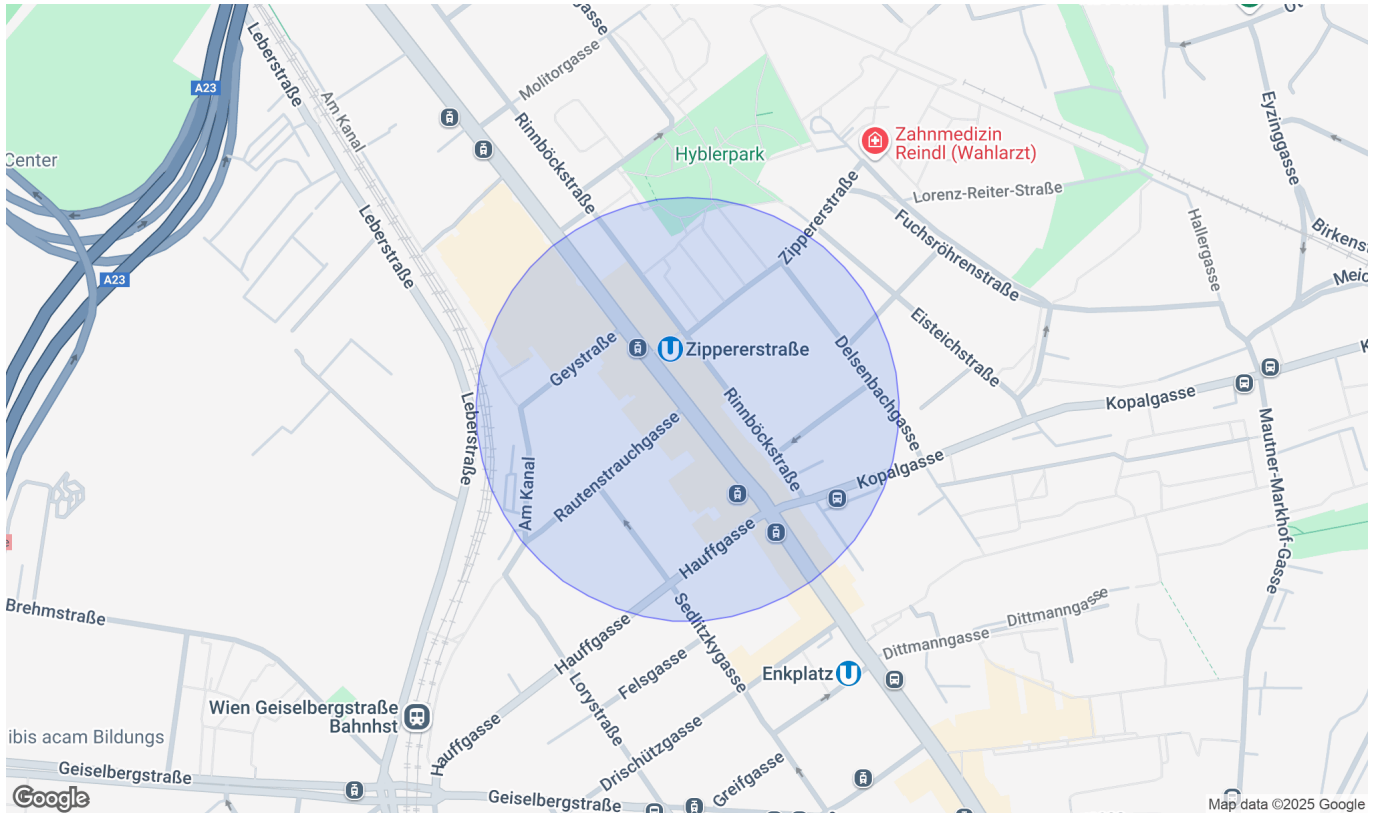 Leberstraße
Molitorgasse
A23
Am Kanal
Rinnböckstraße
Hyblerpark
Zahnmedizin
Reindl (Wahlarzt)
Eyzinggasse
Center
Lorenz-Reiter-Straße
Leberstraße
Zippererstraße
Fuchsröhrenstraße
Hallergasse
Birkenst
A23
Meic
Eisteichstraße
Geystraße
Zippererstraße
Delsenbachgasse
Leberstraße
Rinnböckstraße
Kopalgasse
Rautenstrauchgasse
Kopalgasse
Mautner-Markhof-Gasse
Am Kanal
Hauffgasse
Brehmstraße
Sedlitzkygasse
Dittmanngasse
Dittmanngasse
Hauffgasse
Felsgasse
Enkplatz
Wien Geiselbergstraße
Bahnhst
Lorystraße
ibis acam Bildungs
Hauffgasse
Drischützgasse
Geiselbergstraße
Greifgasse
Geiselbergstraße
Google
Map data ©2025 Google